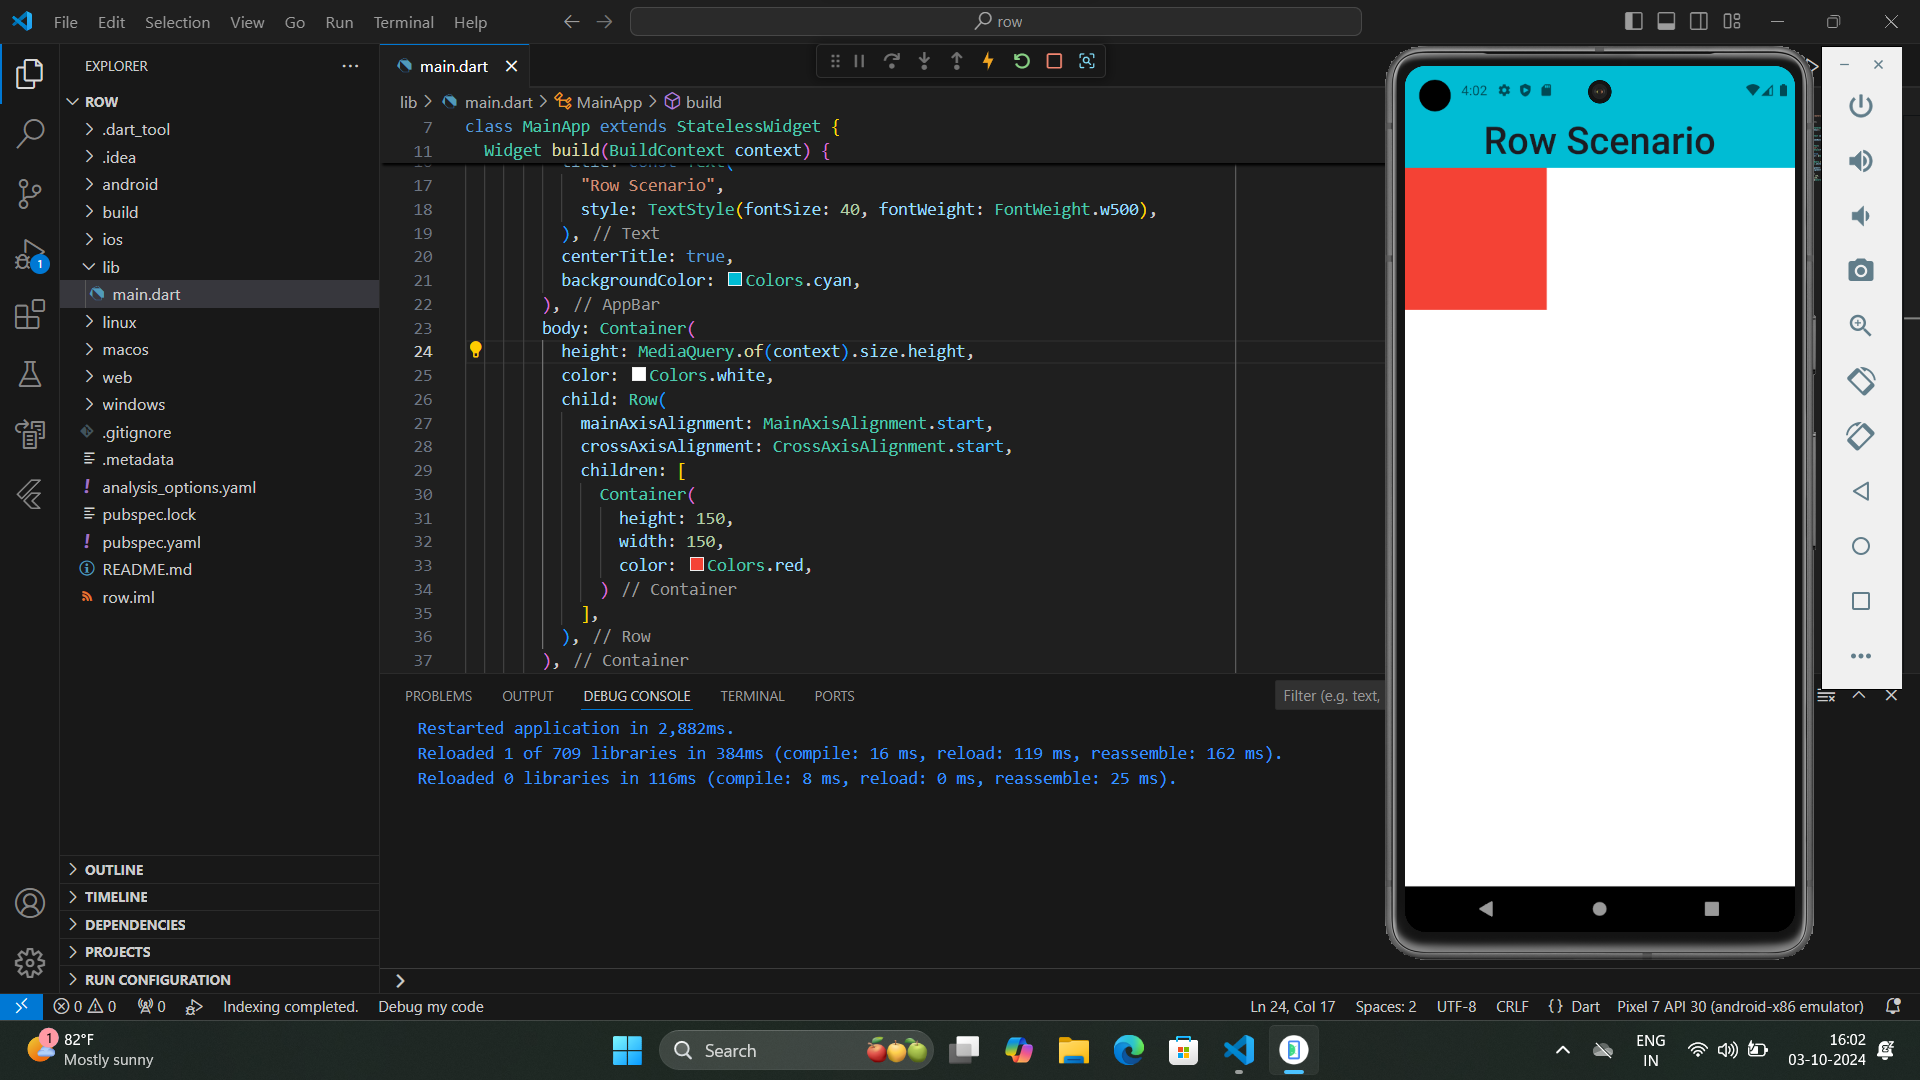 File Edit Selection View Go Run Terminal Help
row
EXPLORER
ROW
.dart_tool
.idea
android
build
ios
lib
main.dart
linux
macos
web
windows
.gitignore
.metadata
analysis_options.yaml
pubspec.lock
pubspec.yaml
README.md
row.iml
OUTLINE
TIMELINE
DEPENDENCIES
PROJECTS
RUN CONFIGURATION
1
main.dart
lib > main.dart > MainApp > build
7 class MainApp extends StatelessWidget {
11 Widget build(BuildContext context) {
17 "Row Scenario",
18 style: TextStyle(fontSize: 40, fontWeight: FontWeight.w500),
19 ), // Text
20 centerTitle: true,
21 backgroundColor: Colors.cyan,
22 ), // AppBar
23 body: Container(
24 height: MediaQuery.of(context).size.height,
25 color: Colors.white,
26 child: Row(
27 mainAxisAlignment: MainAxisAlignment.start,
28 crossAxisAlignment: CrossAxisAlignment.start,
29 children: [
30 Container(
31 height: 150,
32 width: 150,
33 color: Colors.red,
34 ) // Container
35 ],
36 ), // Row
37 ), // Container
PROBLEMS OUTPUT DEBUG CONSOLE TERMINAL PORTS
Filter (e.g. text,
Restarted application in 2,882ms.
Reloaded 1 of 709 libraries in 384ms (compile: 16 ms, reload: 119 ms, reassemble: 162 ms).
Reloaded 0 libraries in 116ms (compile: 8 ms, reload: 0 ms, reassemble: 25 ms).
4:02
Row Scenario
0 0 0 Indexing completed. Debug my code
Ln 24, Col 17 Spaces: 2 UTF-8 CRLF {} Dart Pixel 7 API 30 (android-x86 emulator)
1
82°F
Mostly sunny
Search
ENG
IN
16:02
03-10-2024